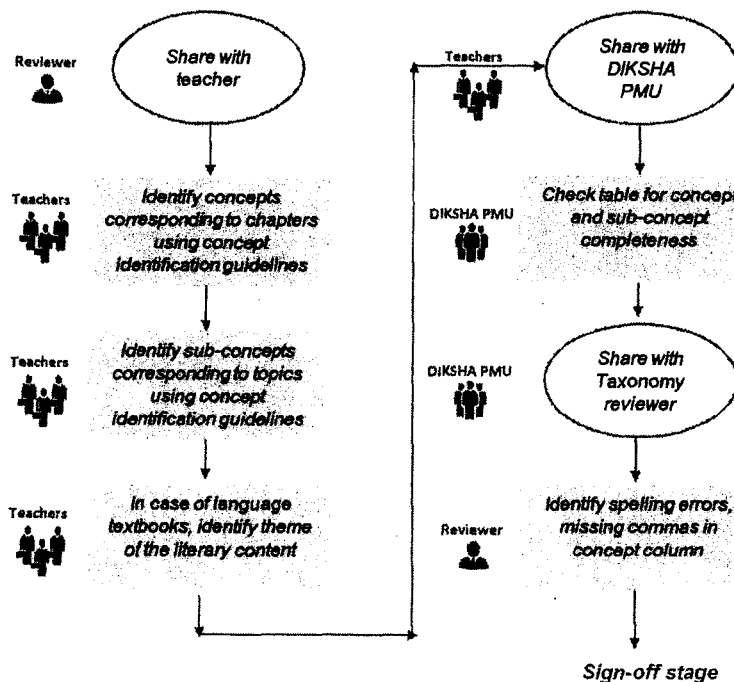 Reviewer
Share with
teacher
Teachers
Identify concepts
corresponding to chapters
using concept
identification guidelines
Teachers
Identify sub-concepts
corresponding to topics
using concept
identification guidelines
Teachers
In case of language
textbooks, identify theme
of the literary content
Teachers
Share with
DIKSHA
PMU
DIKSHA PMU
Check table for concept
and sub-concept
completeness
DIKSHA PMU
Share with
Taxonomy
reviewer
Reviewer
Identify spelling errors,
missing commas in
concept column
Sign-off stage